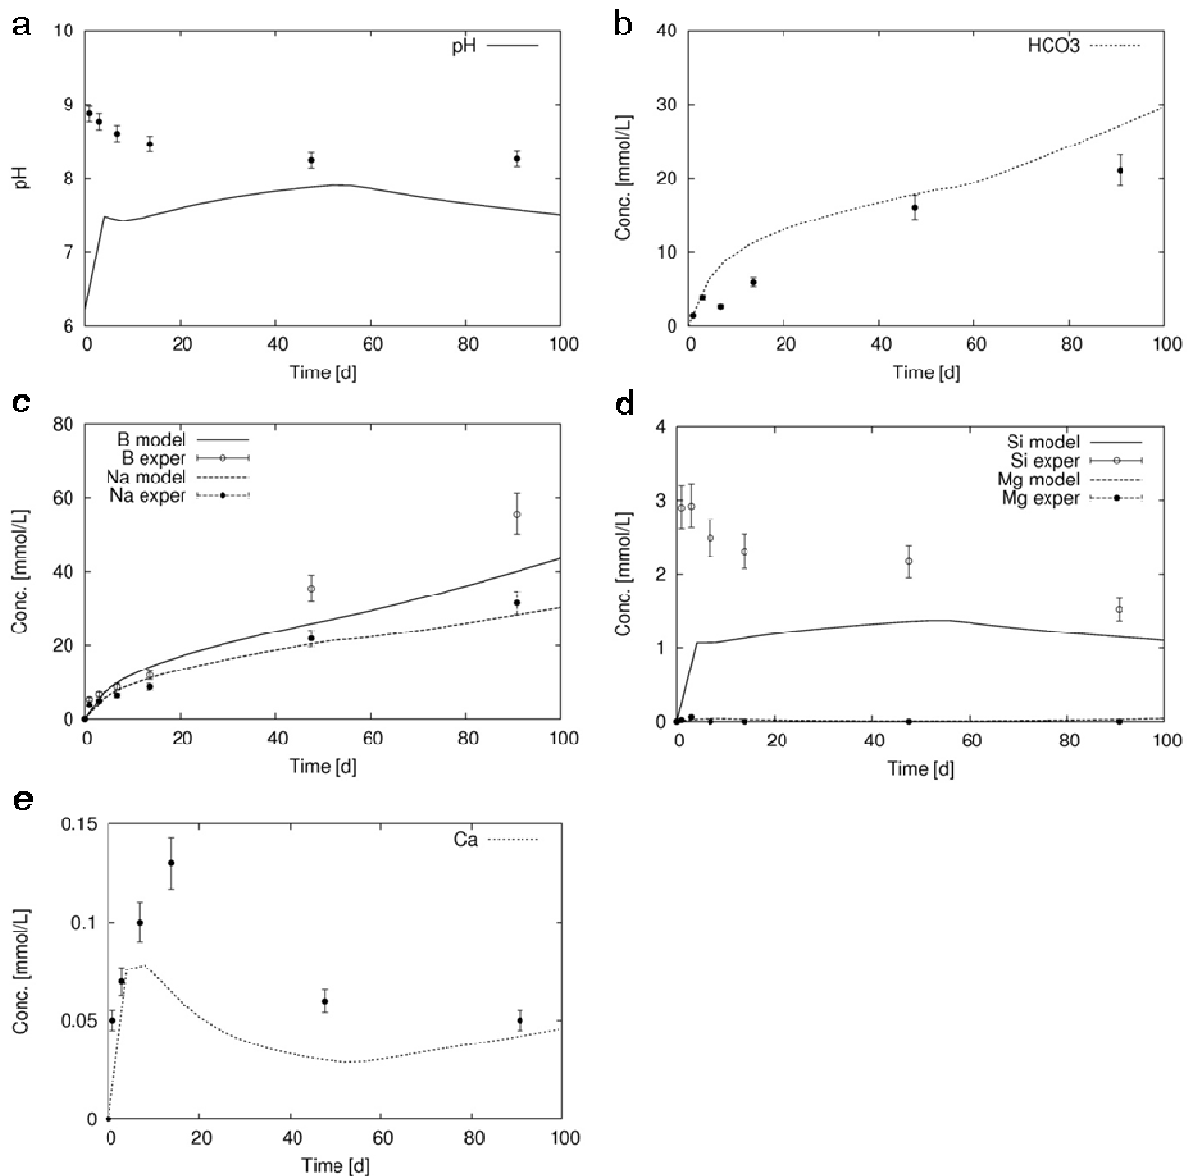 a
10
9
8
7
6
pH
pH
0 20 40 60 80 100
Time [d]
b
40
30
20
10
0
Conc. [mmol/L]
HCO3
0 20 40 60 80 100
Time [d]
c
80
60
40
20
0
Conc. [mmol/L]
B model
B exper
Na model
Na exper
0 20 40 60 80 100
Time [d]
d
4
3
2
1
0
Conc. [mmol/L]
Si model
Si exper
Mg model
Mg exper
0 20 40 60 80 100
Time [d]
e
0.15
0.1
0.05
0
Conc. [mmol/L]
Ca
0 20 40 60 80 100
Time [d]